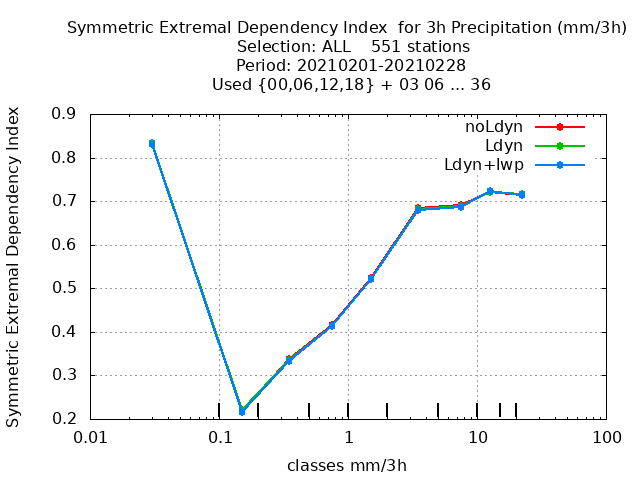 Symmetric Extremal Dependency Index  for 3h Precipitation (mm/3h)
Selection: ALL    551 stations
Period: 20210201-20210228
Used {00,06,12,18} + 03 06 ... 36
noLdyn
Ldyn
Ldyn+lwp
Symmetric Extremal Dependency Index
0.9
0.8
0.7
0.6
0.5
0.4
0.3
0.2
0.01 0.1 1 10 100
classes mm/3h